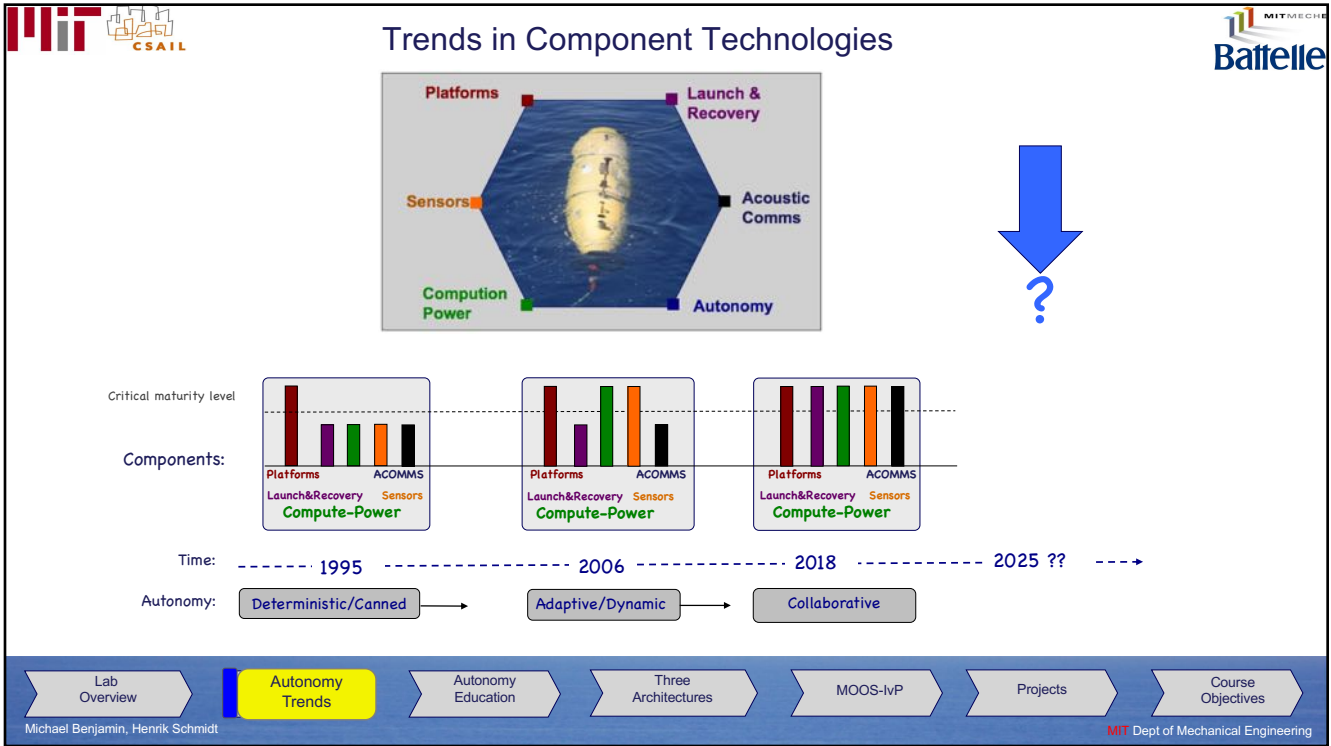 CSAIL
Trends in Component Technologies
MITMECHE
Battelle
Platforms
Launch &
Recovery
Sensors
Acoustic
Comms
Compution
Power
Autonomy
?
Critical maturity level
Components:
Platforms ACOMMS
Launch&Recovery Sensors
Compute-Power
Platforms ACOMMS
Launch&Recovery Sensors
Compute-Power
Platforms ACOMMS
Launch&Recovery Sensors
Compute-Power
Time: 1995 2006 2018 2025 ??
Autonomy: Deterministic/Canned Adaptive/Dynamic Collaborative
Lab
Overview
Autonomy
Trends
Autonomy
Education
Three
Architectures
MOOS-IvP
Projects
Course
Objectives
Michael Benjamin, Henrik Schmidt
MIT Dept of Mechanical Engineering